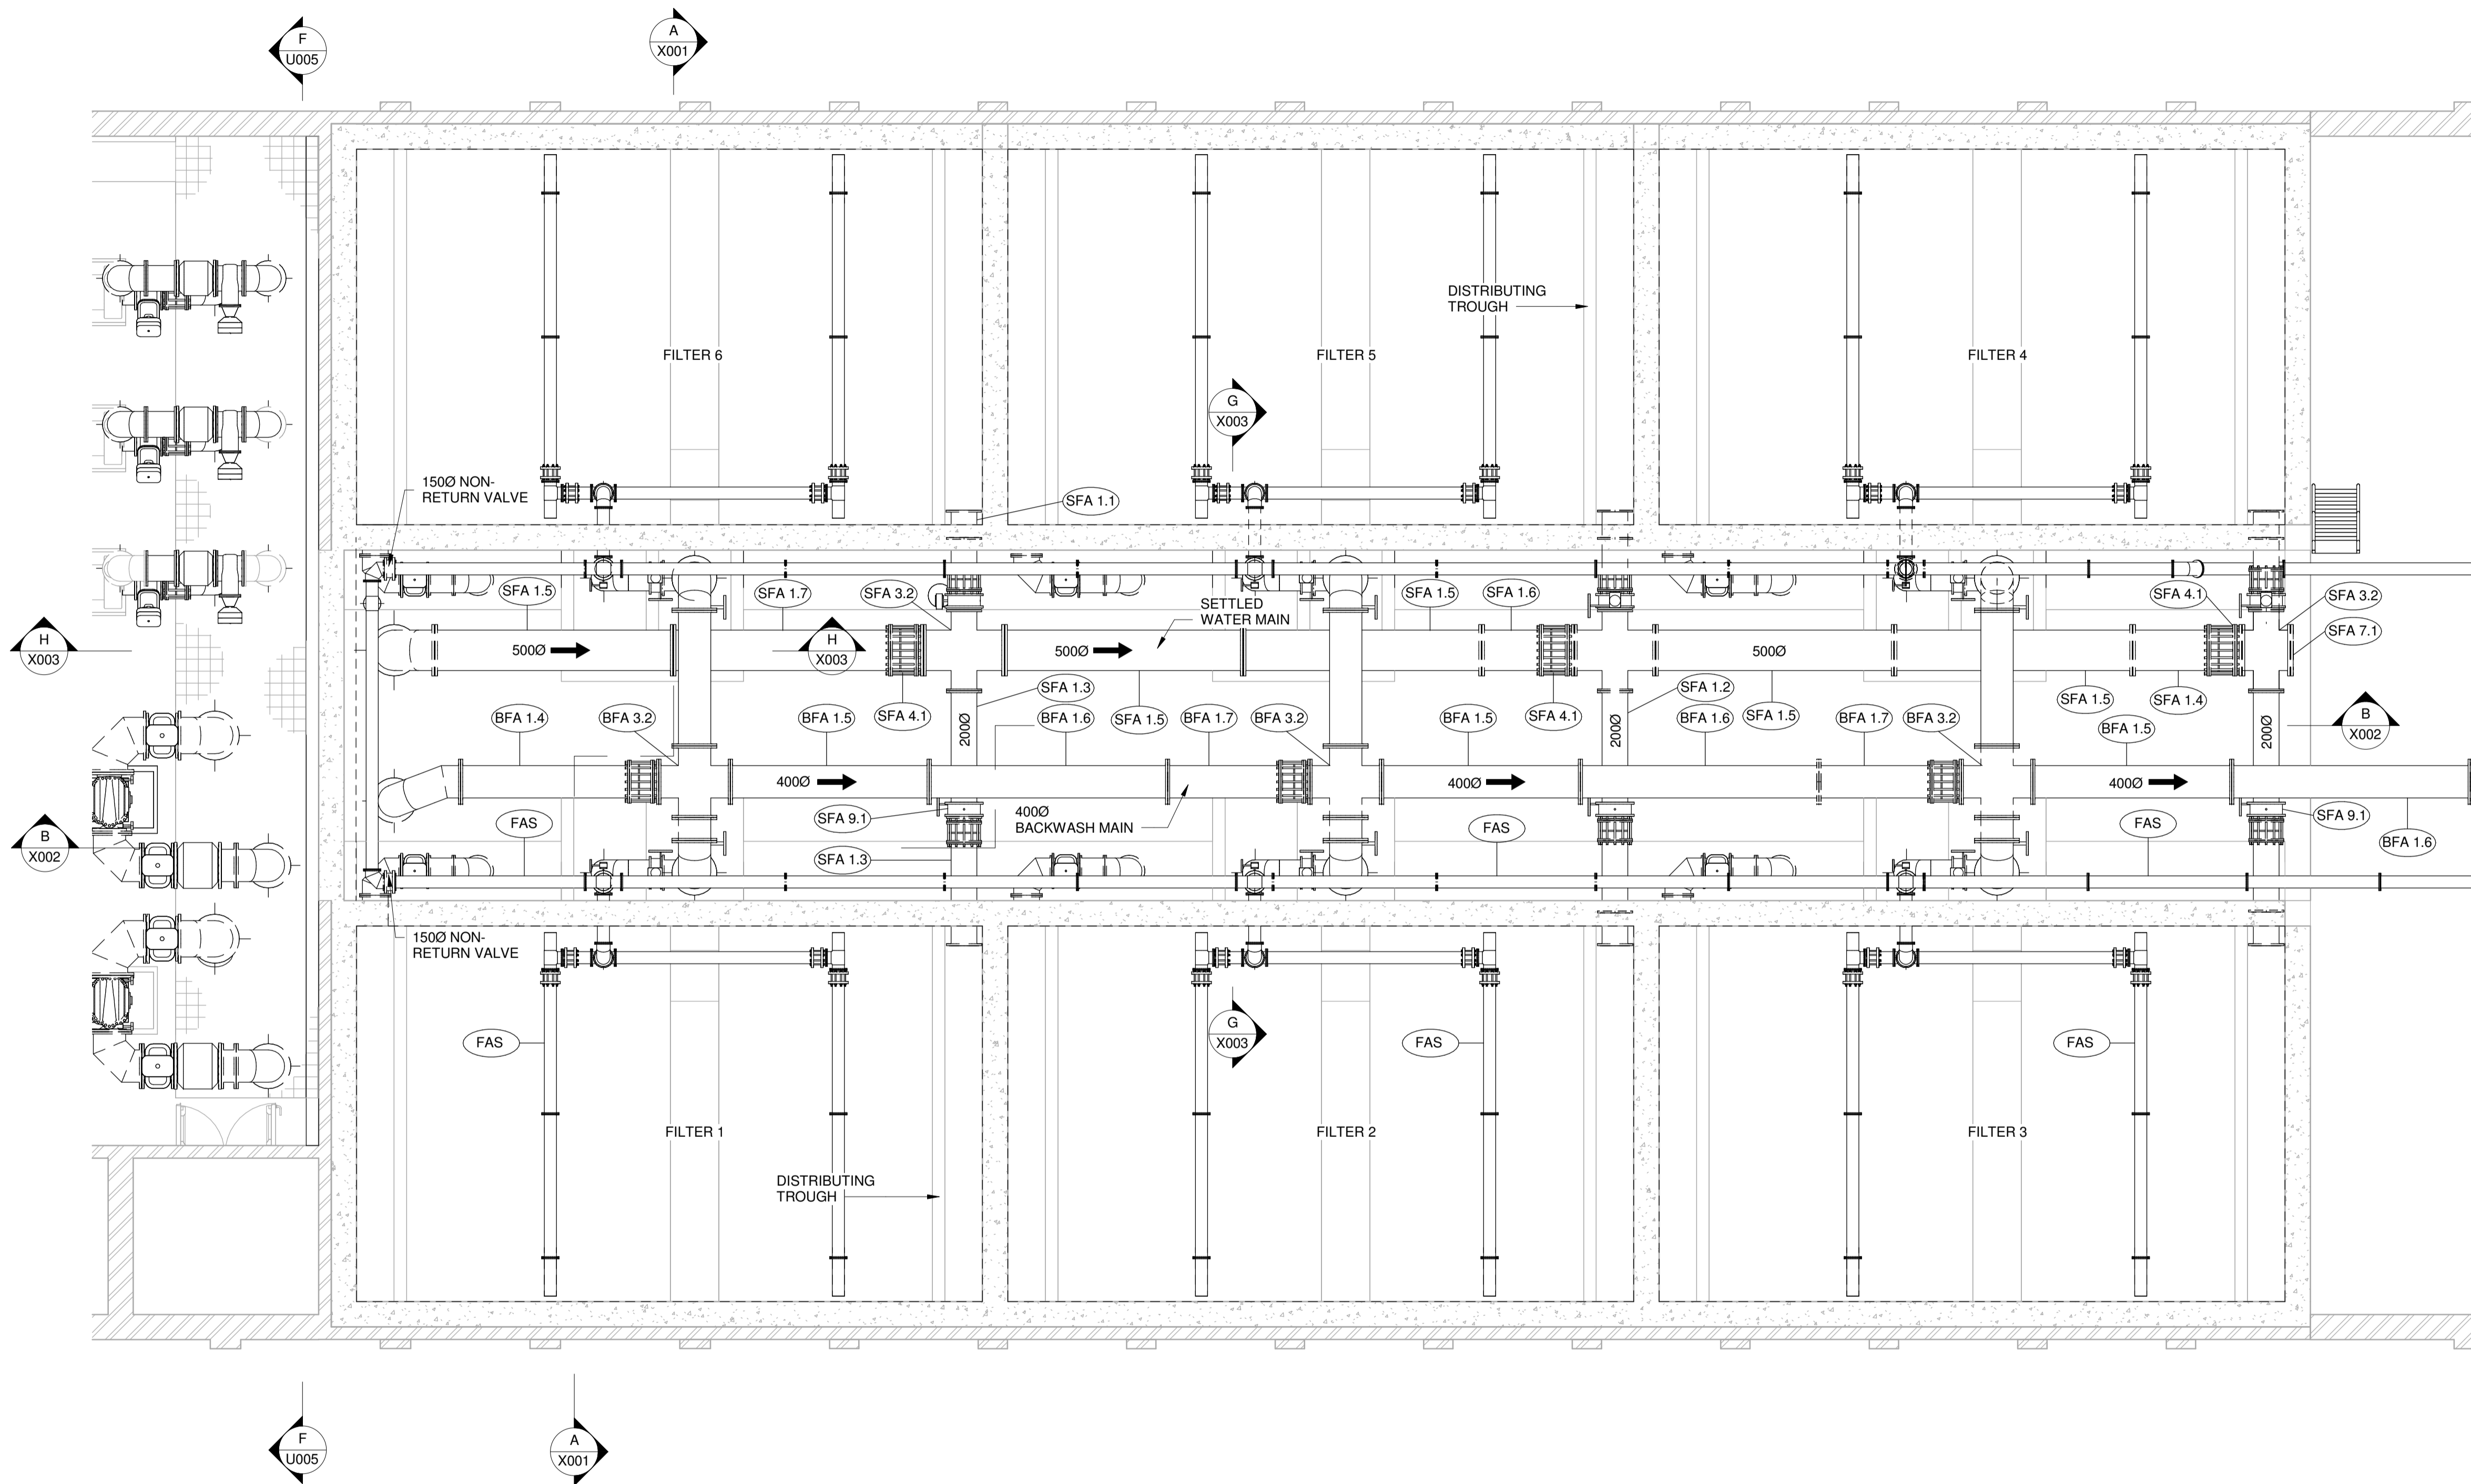 F
U005
A
X001
DISTRIBUTING
TROUGH
FILTER 6
FILTER 5
FILTER 4
G
X003
150Ø NON-
RETURN VALVE
SFA 1.1
SFA 1.5
SFA 1.7
SFA 3.2
SETTLED
WATER MAIN
SFA 1.5
SFA 1.6
SFA 4.1
SFA 3.2
SFA 7.1
H
X003
500Ø
H
X003
500Ø
500Ø
SFA 1.3
SFA 1.2
SFA 1.5
SFA 1.4
BFA 1.4
BFA 3.2
BFA 1.5
SFA 4.1
200Ø
BFA 1.6
SFA 1.5
BFA 1.7
BFA 3.2
BFA 1.5
SFA 4.1
200Ø
BFA 1.6
SFA 1.5
BFA 1.7
BFA 3.2
BFA 1.5
200Ø
B
X002
400Ø
400Ø
400Ø
SFA 9.1
400Ø
BACKWASH MAIN
FAS
FAS
FAS
SFA 9.1
BFA 1.6
B
X002
SFA 1.3
150Ø NON-
RETURN VALVE
FAS
G
X003
FAS
FAS
FILTER 1
FILTER 2
FILTER 3
DISTRIBUTING
TROUGH
F
U005
A
X001